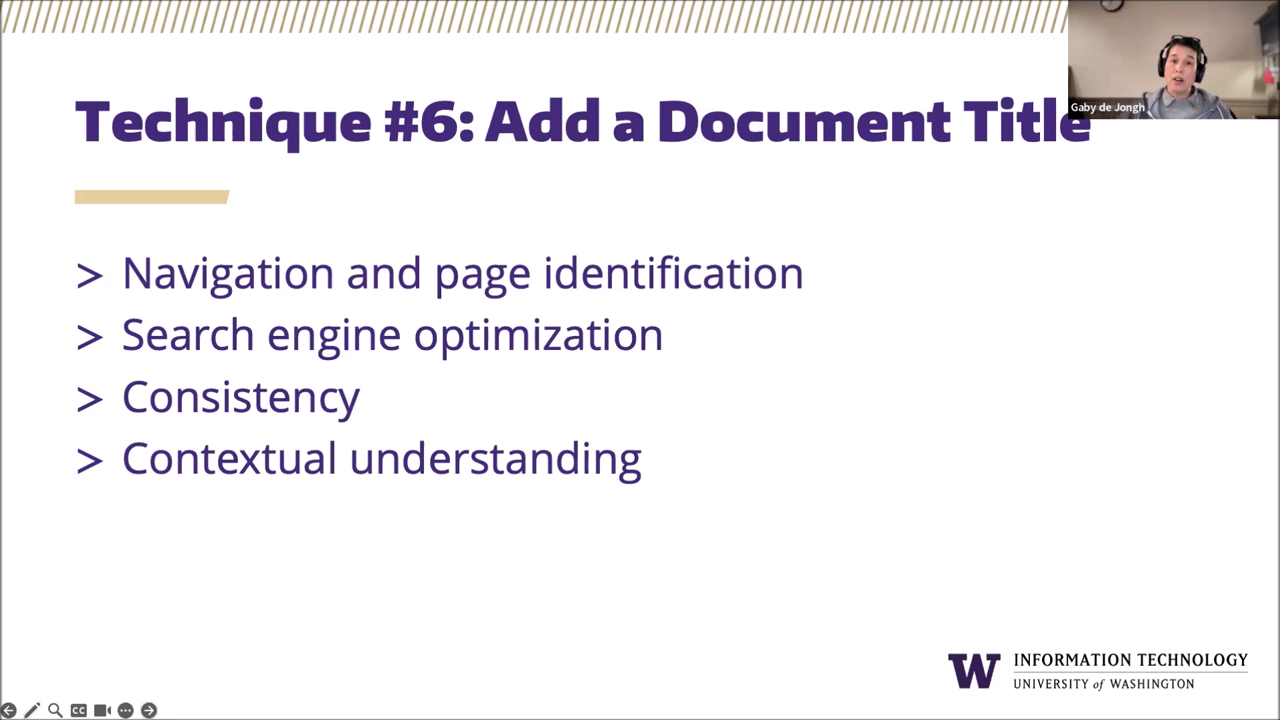 Technique #6: Add a Document Title
Gaby de Jongh
> Navigation and page identification
> Search engine optimization
> Consistency
> Contextual understanding
W INFORMATION TECHNOLOGY
UNIVERSITY of WASHINGTON
CC